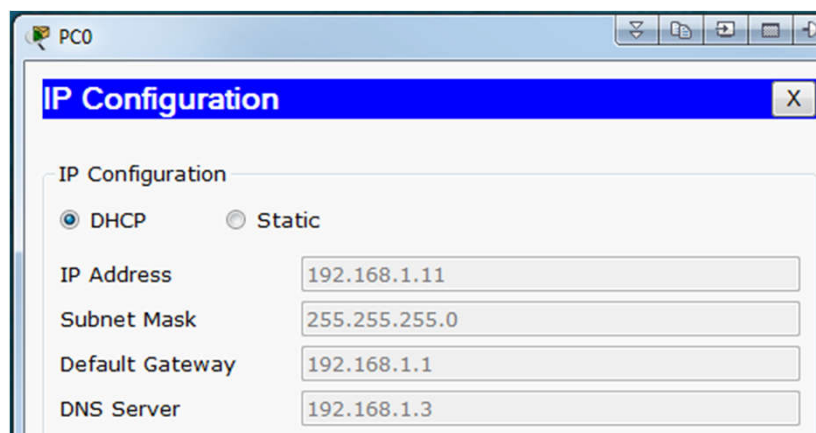 PC0
IP Configuration
X
IP Configuration
DHCP Static
IP Address 192.168.1.11
Subnet Mask 255.255.255.0
Default Gateway 192.168.1.1
DNS Server 192.168.1.3